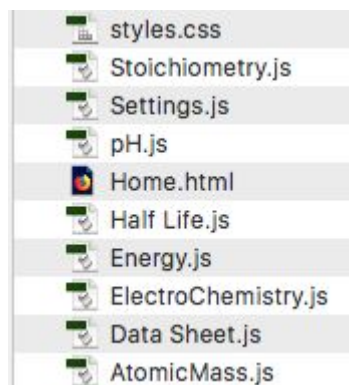 styles.css
Stoichiometry.js
Settings.js
pH.js
Home.html
Half Life.js
Energy.js
ElectroChemistry.js
Data Sheet.js
AtomicMass.js